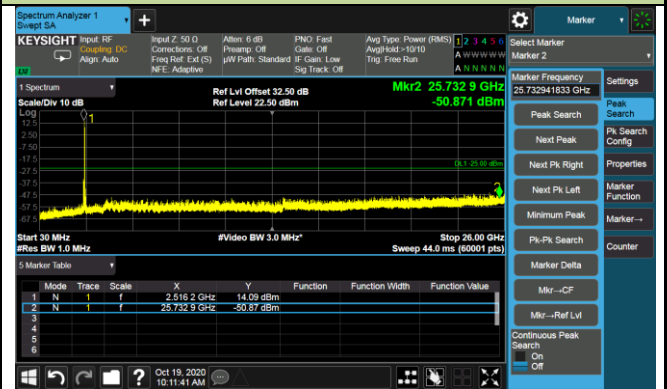 Spectrum Analyzer 1
Swept SA
+
Marker
KEYSIGHT
Input: RF
Coupling: DC
Align: Auto
Input Z: 50 Ω
Corrections: Off
Freq Ref: Ext (S)
NFE: Adaptive
Atten: 6 dB
Preamp: Off
µW Path: Standard
PNO: Fast
Gate: Off
IF Gain: Low
Sig Track: Off
Avg Type: Power (RMS)
Avg|Hold:>10/10
Trig: Free Run
1 2 3 4 5 6
A W W W W W
A N N N N N
Select Marker
Marker 2
LXI
1 Spectrum
Scale/Div 10 dB
Ref Lvl Offset 32.50 dB
Ref Level 22.50 dBm
Mkr2 25.732 9 GHz
-50.871 dBm
Log
12.5
2.50
-7.50
-17.5
-27.5
-37.5
-47.5
-57.5
-67.5
1
DL1 -25.00 dBm
2
Start 30 MHz
#Res BW 1.0 MHz
#Video BW 3.0 MHz*
Stop 26.00 GHz
Sweep 44.0 ms (60001 pts)
5 Marker Table
Mode Trace Scale X Y Function Function Width Function Value
1 N 1 f 2.516 2 GHz 14.09 dBm
2 N 1 f 25.732 9 GHz -50.87 dBm
3
4
5
6
Marker Frequency
25.732941833 GHz
Peak Search
Next Peak
Next Pk Right
Next Pk Left
Minimum Peak
Pk-Pk Search
Marker Delta
Mkr→CF
Mkr→Ref Lvl
Continuous Peak
Search
On
Off
Settings
Peak
Search
Pk Search
Config
Properties
Marker
Function
Marker→
Counter
?
Oct 19, 2020
10:11:41 AM